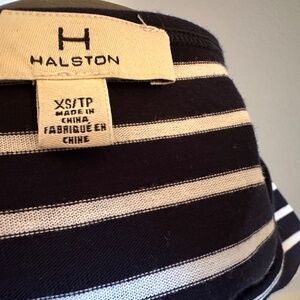 H
HALSTON
XS/TP
MADE IN
CHINA
FABRIQUÉ EN
CHINE